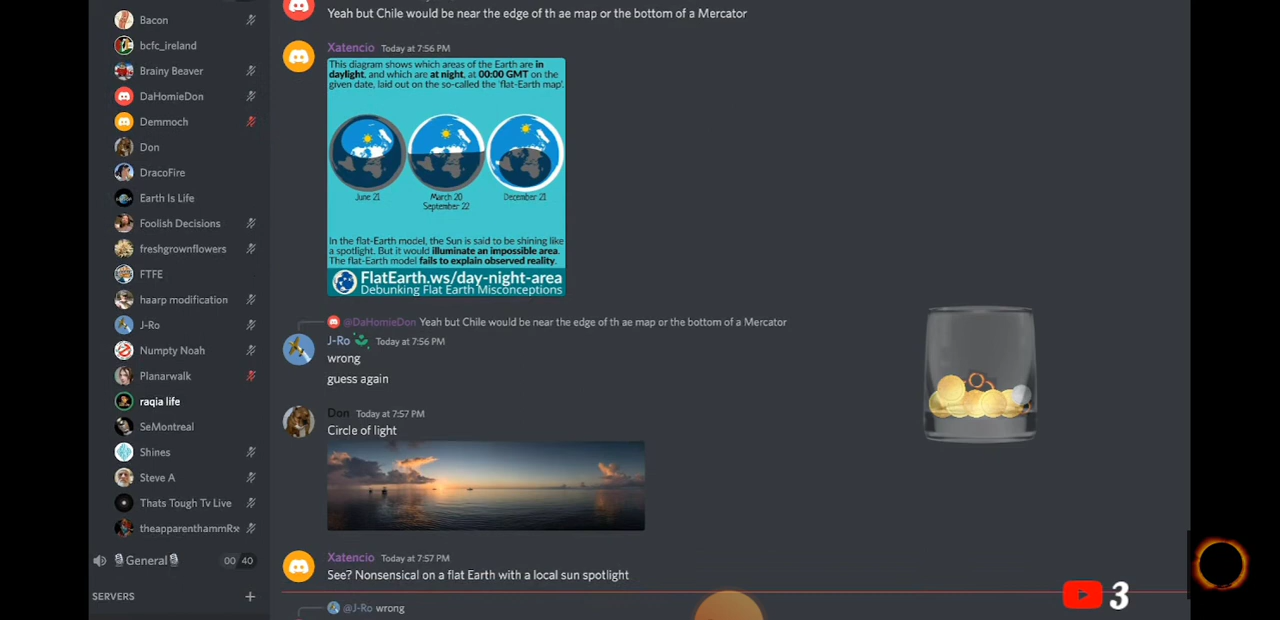 Bacon
bcfc_ireland
Brainy Beaver
DaHomieDon
Demmoch
Don
DracoFire
Earth Is Life
Foolish Decisions
freshgrownflowers
FTFE
haarp modification
J-Ro
Numpty Noah
Planarwalk
raqia life
SeMontreal
Shines
Steve A
Thats Tough Tv Live
theapparenthammRse
General
00 40
SERVERS
Yeah but Chile would be near the edge of th ae map or the bottom of a Mercator
Xatencio Today at 7:56 PM
This diagram shows which areas of the Earth are in
daylight, and which are at night, at 00:00 GMT on the
given date, laid out on the so-called the 'flat-Earth map'.
June 21
March 20
September 22
December 21
In the flat-Earth model, the Sun is said to be shining like
a spotlight. But it would illuminate an impossible area.
The flat-Earth model fails to explain observed reality.
FlatEarth.ws/day-night-area
Debunking Flat Earth Misconceptions
@DaHomieDon Yeah but Chile would be near the edge of th ae map or the bottom of a Mercator
J-Ro Today at 7:56 PM
wrong
guess again
Don Today at 7:57 PM
Circle of light
Xatencio Today at 7:57 PM
See? Nonsensical on a flat Earth with a local sun spotlight
@J-Ro wrong
3